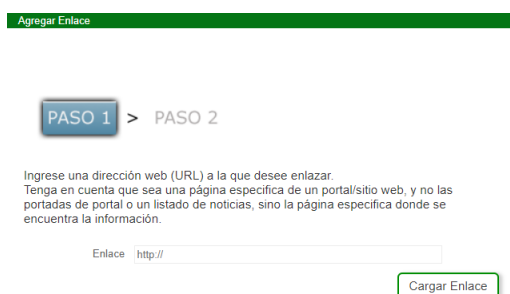 Agregar Enlace
PASO 1 > PASO 2
Ingrese una dirección web (URL) a la que desee enlazar.
Tenga en cuenta que sea una página especifica de un portal/sitio web, y no las
portadas de portal o un listado de noticias, sino la página especifica donde se
encuentra la información.
Enlace http://
Cargar Enlace